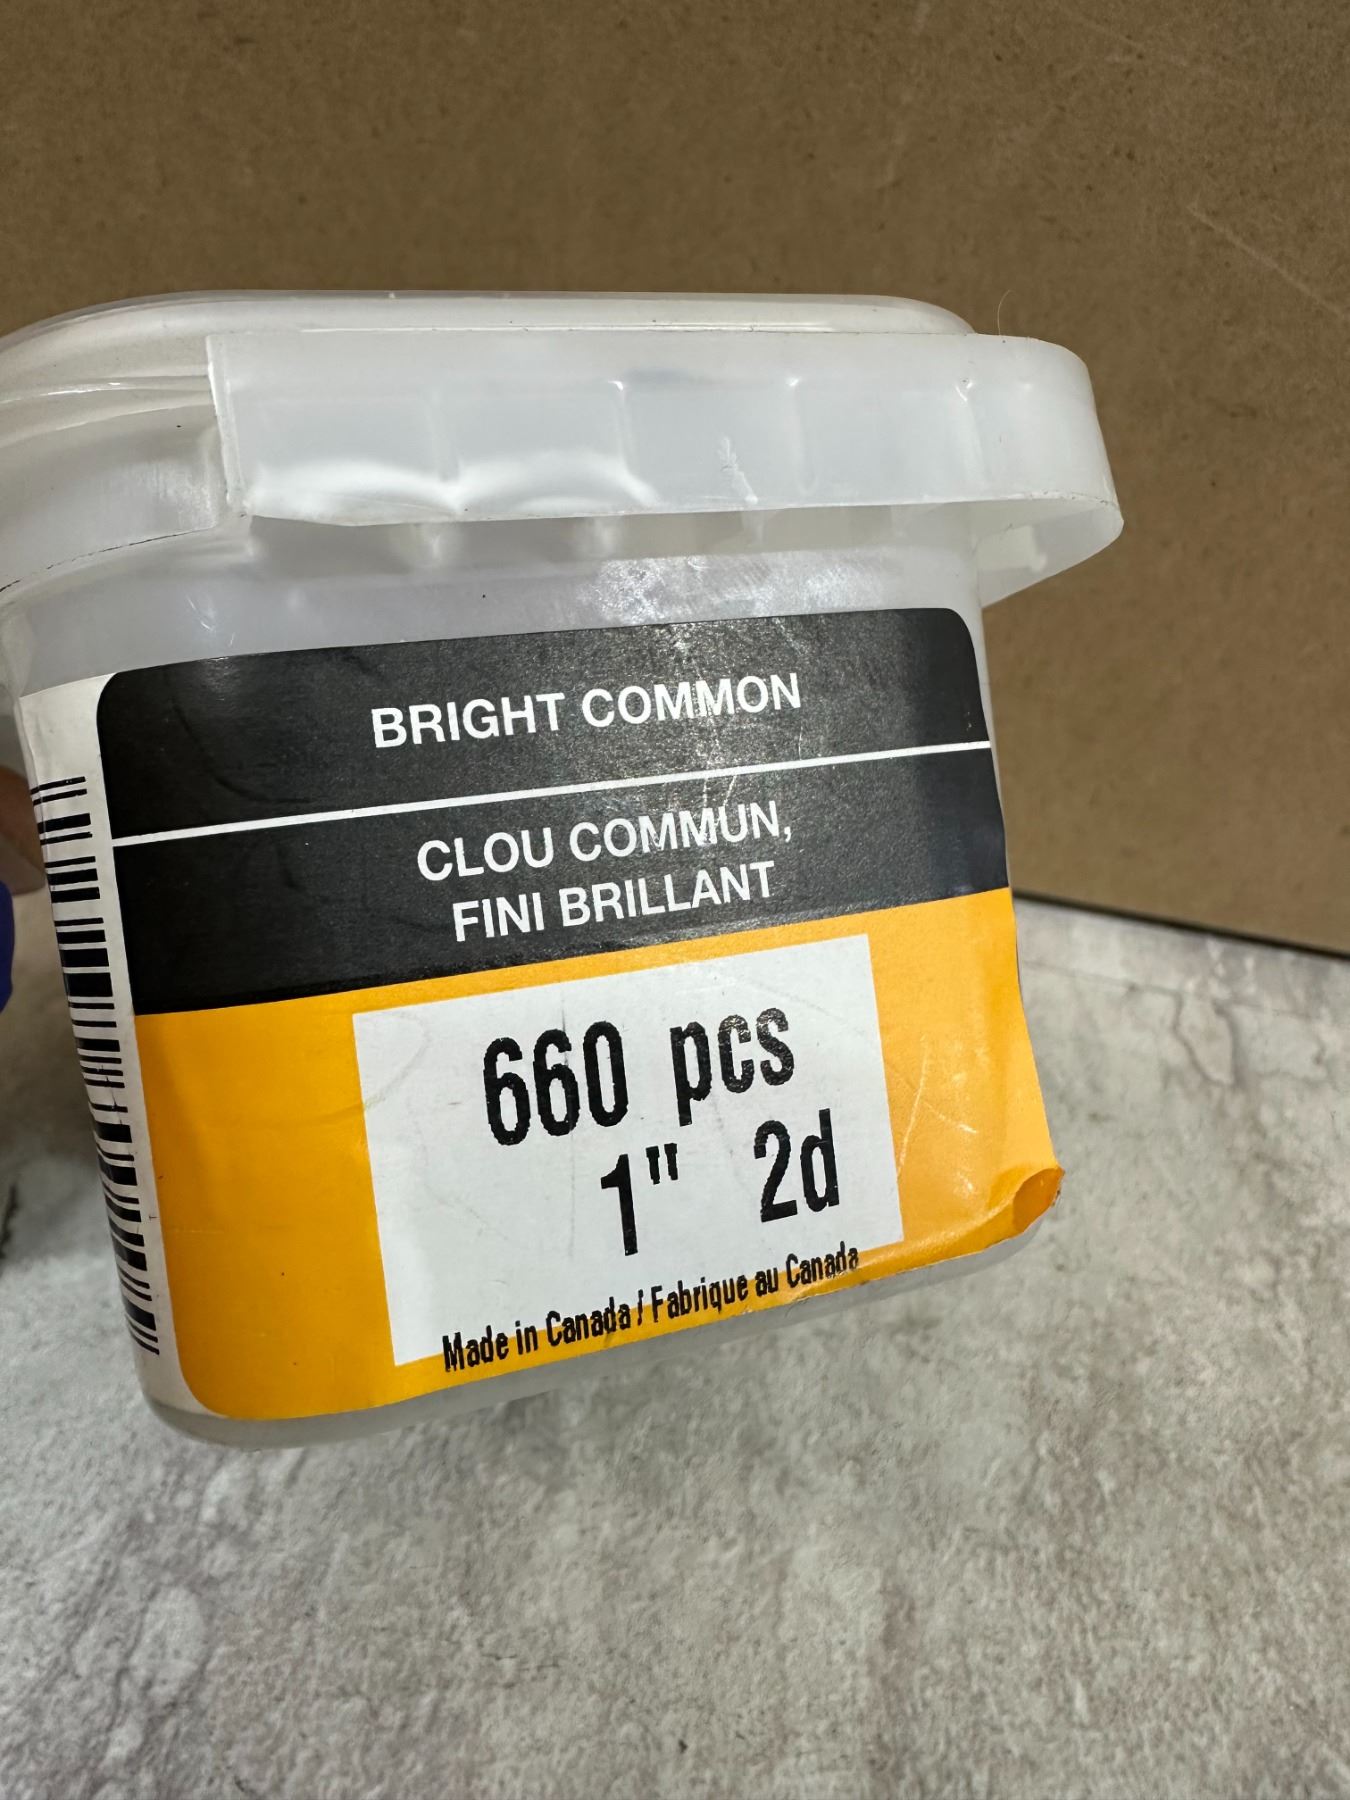 BRIGHT COMMON
CLOU COMMUN,
FINI BRILLANT
660 pcs
1" 2d
Made in Canada / Fabrique au Canada